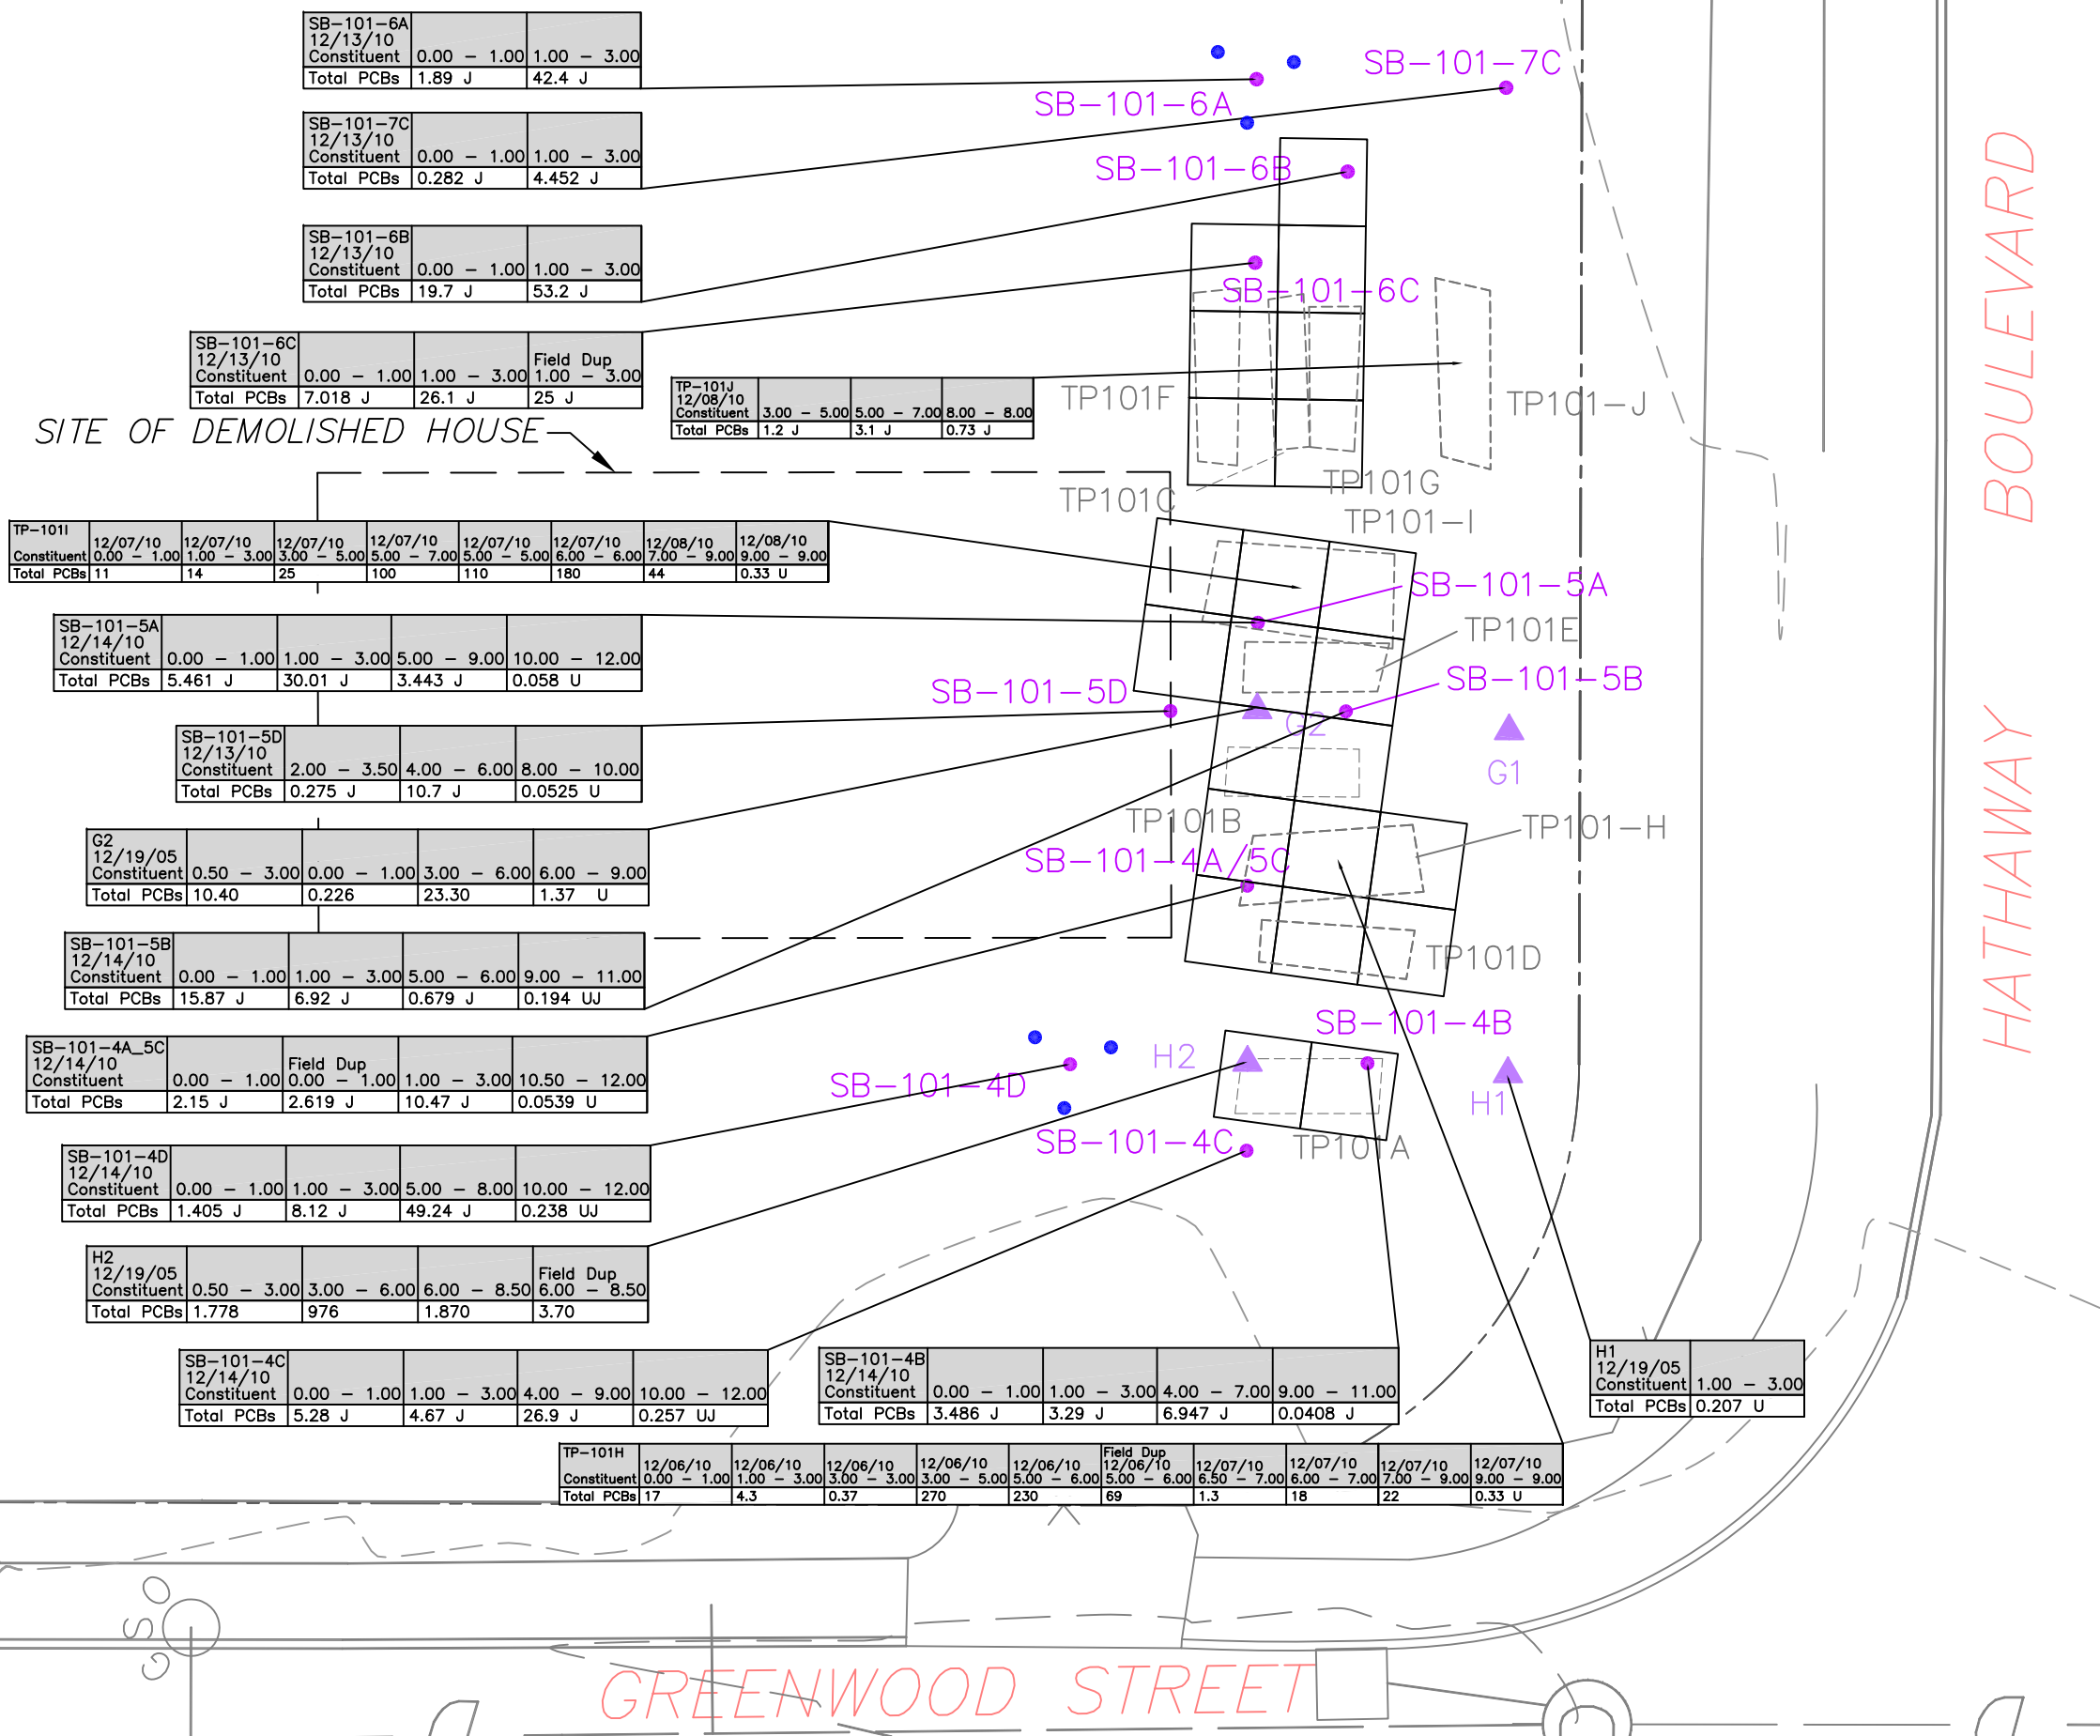 SB-101-6A
12/13/10
Constituent 0.00 - 1.00 1.00 - 3.00
Total PCBs 1.89 J 42.4 J
SB-101-7C
12/13/10
Constituent 0.00 - 1.00 1.00 - 3.00
Total PCBs 0.282 J 4.452 J
SB-101-6B
12/13/10
Constituent 0.00 - 1.00 1.00 - 3.00
Total PCBs 19.7 J 53.2 J
SB-101-6C
12/13/10 Field Dup
Constituent 0.00 - 1.00 1.00 - 3.00 1.00 - 3.00
Total PCBs 7.018 J 26.1 J 25 J
TP-101J
12/08/10
Constituent 3.00 - 5.00 5.00 - 7.00 8.00 - 8.00
Total PCBs 1.2 J 3.1 J 0.73 J
SITE OF DEMOLISHED HOUSE
TP-101I 12/07/10 12/07/10 12/07/10 12/07/10 12/07/10 12/07/10 12/08/10 12/08/10
Constituent 0.00 - 1.00 1.00 - 3.00 3.00 - 5.00 5.00 - 7.00 5.00 - 5.00 6.00 - 6.00 7.00 - 9.00 9.00 - 9.00
Total PCBs 11 14 25 100 110 180 44 0.33 U
SB-101-5A
12/14/10
Constituent 0.00 - 1.00 1.00 - 3.00 5.00 - 9.00 10.00 - 12.00
Total PCBs 5.461 J 30.01 J 3.443 J 0.058 U
SB-101-5D
12/13/10
Constituent 2.00 - 3.50 4.00 - 6.00 8.00 - 10.00
Total PCBs 0.275 J 10.7 J 0.0525 U
G2
12/19/05
Constituent 0.50 - 3.00 0.00 - 1.00 3.00 - 6.00 6.00 - 9.00
Total PCBs 10.40 0.226 23.30 1.37 U
SB-101-5B
12/14/10
Constituent 0.00 - 1.00 1.00 - 3.00 5.00 - 6.00 9.00 - 11.00
Total PCBs 15.87 J 6.92 J 0.679 J 0.194 UJ
SB-101-4A_5C
12/14/10 Field Dup
Constituent 0.00 - 1.00 0.00 - 1.00 1.00 - 3.00 10.50 - 12.00
Total PCBs 2.15 J 2.619 J 10.47 J 0.0539 U
SB-101-4D
12/14/10
Constituent 0.00 - 1.00 1.00 - 3.00 5.00 - 8.00 10.00 - 12.00
Total PCBs 1.405 J 8.12 J 49.24 J 0.238 UJ
H2
12/19/05 Field Dup
Constituent 0.50 - 3.00 3.00 - 6.00 6.00 - 8.50 6.00 - 8.50
Total PCBs 1.778 976 1.870 3.70
SB-101-4C
12/14/10
Constituent 0.00 - 1.00 1.00 - 3.00 4.00 - 9.00 10.00 - 12.00
Total PCBs 5.28 J 4.67 J 26.9 J 0.257 UJ
SB-101-4B
12/14/10
Constituent 0.00 - 1.00 1.00 - 3.00 4.00 - 7.00 9.00 - 11.00
Total PCBs 3.486 J 3.29 J 6.947 J 0.0408 J
H1
12/19/05
Constituent 1.00 - 3.00
Total PCBs 0.207 U
Field Dup
TP-101H 12/06/10 12/06/10 12/06/10 12/06/10 12/06/10 12/06/10 12/07/10 12/07/10 12/07/10 12/07/10
Constituent 0.00 - 1.00 1.00 - 3.00 3.00 - 3.00 3.00 - 5.00 5.00 - 6.00 5.00 - 6.00 6.50 - 7.00 6.00 - 7.00 7.00 - 9.00 9.00 - 9.00
Total PCBs 17 4.3 0.37 270 230 69 1.3 18 22 0.33 U
SB-101-7C
SB-101-6A
SB-101-6B
SB-101-6C
TP101F
TP101-J
TP101G
TP101C
TP101-I
SB-101-5A
TP101E
SB-101-5B
SB-101-5D
G2
G1
TP101B
TP101-H
SB-101-4A/5C
TP101D
SB-101-4B
H2
SB-101-4D
H1
SB-101-4C
TP101A
HATHAWAY BOULEVARD
CSO
GREENWOOD STREET